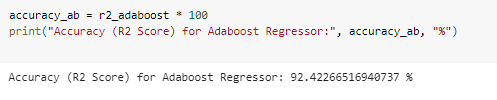 accuracy_ab = r2_adaboost * 100
print("Accuracy (R2 Score) for Adaboost Regressor:", accuracy_ab, "%")
Accuracy (R2 Score) for Adaboost Regressor: 92.42266516940737 %